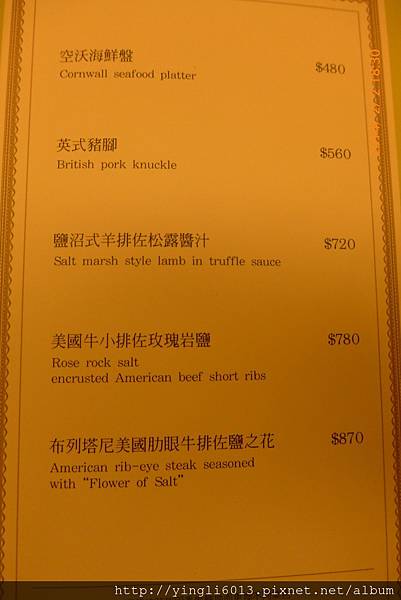 空沃海鮮盤
Cornwall seafood platter
$480
英式豬腳
British pork knuckle
$560
鹽沼式羊排佐松露醬汁
Salt marsh style lamb in truffle sauce
$720
美國牛小排佐玫瑰岩鹽
Rose rock salt
encrusted American beef short ribs
$780
布列塔尼美國肋眼牛排佐鹽之花
American rib-eye steak seasoned
with “Flower of Salt”
$870
http://yingli6013.pixnet.net/album